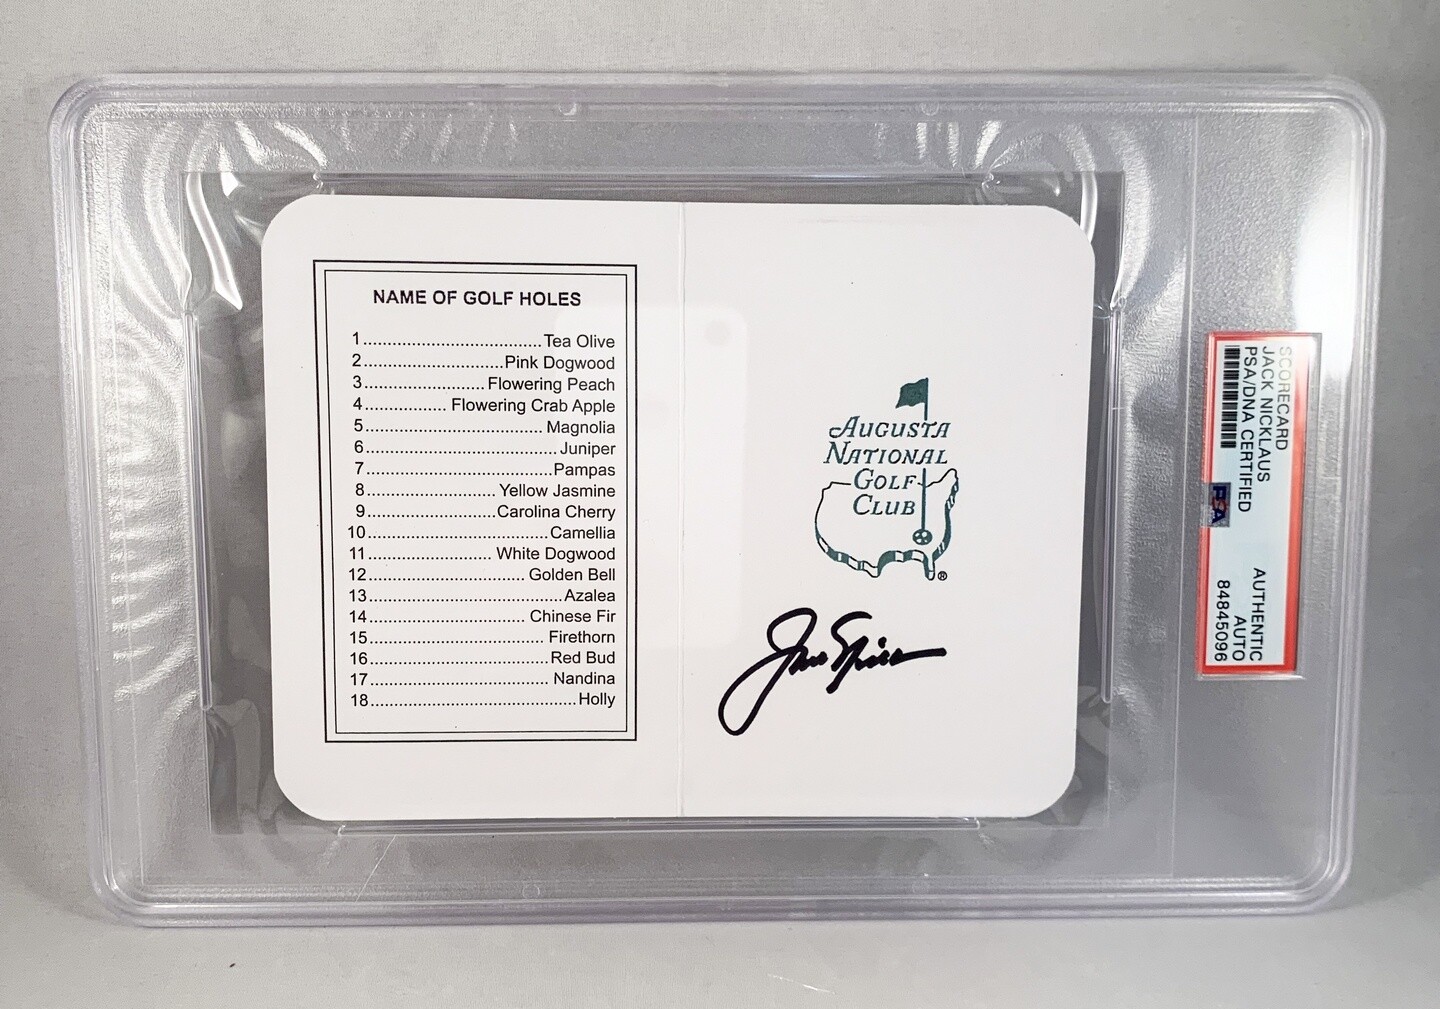 NAME OF GOLF HOLES
1..........................................Tea Olive
2.................................Pink Dogwood
3............................Flowering Peach
4................... Flowering Crab Apple
5......................................... Magnolia
6............................................ Juniper
7...........................................Pampas
8.............................. Yellow Jasmine
9..............................Carolina Cherry
10..........................................Camellia
11............................. White Dogwood
12.................................... Golden Bell
13.............................................Azalea
14.................................... Chinese Fir
15........................................ Firethorn
16..........................................Red Bud
17.......................................... Nandina
18................................................Holly
AUGUSTA
NATIONAL
GOLF
CLUB
®
SCORECARD
JACK NICKLAUS
PSA/DNA CERTIFIED
PSA
AUTHENTIC
AUTO
84845096